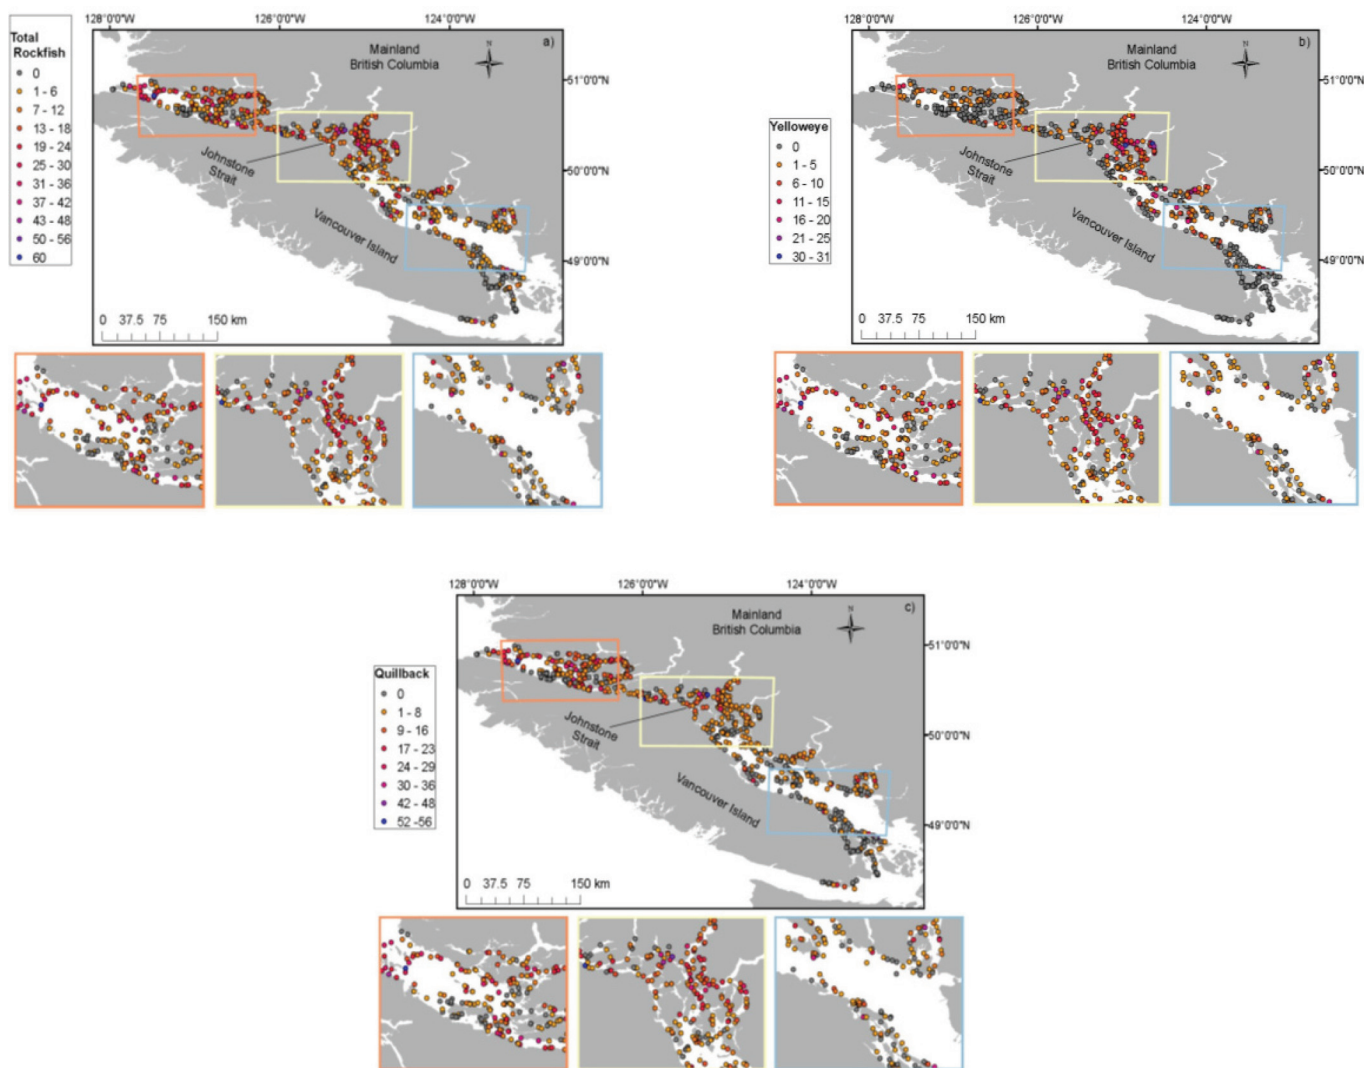 128°0'0"W
126°0'0"W
124°0'0"W
Total
Rockfish
0
1 - 6
7 - 12
13 - 18
19 - 24
25 - 30
31 - 36
37 - 42
43 - 48
50 - 56
60
Mainland
British Columbia
N
a)
51°0'0"N
50°0'0"N
49°0'0"N
Johnstone
Strait
Vancouver Island
0 37.5 75 150 km
128°0'0"W
126°0'0"W
124°0'0"W
Yelloweye
0
1 - 5
6 - 10
11 - 15
16 - 20
21 - 25
30 - 31
Mainland
British Columbia
N
b)
51°0'0"N
50°0'0"N
49°0'0"N
Johnstone
Strait
Vancouver Island
0 37.5 75 150 km
128°0'0"W
126°0'0"W
124°0'0"W
Quillback
0
1 - 8
9 - 16
17 - 23
24 - 29
30 - 36
42 - 48
52 -56
Mainland
British Columbia
N
c)
51°0'0"N
50°0'0"N
49°0'0"N
Johnstone
Strait
Vancouver Island
0 37.5 75 150 km